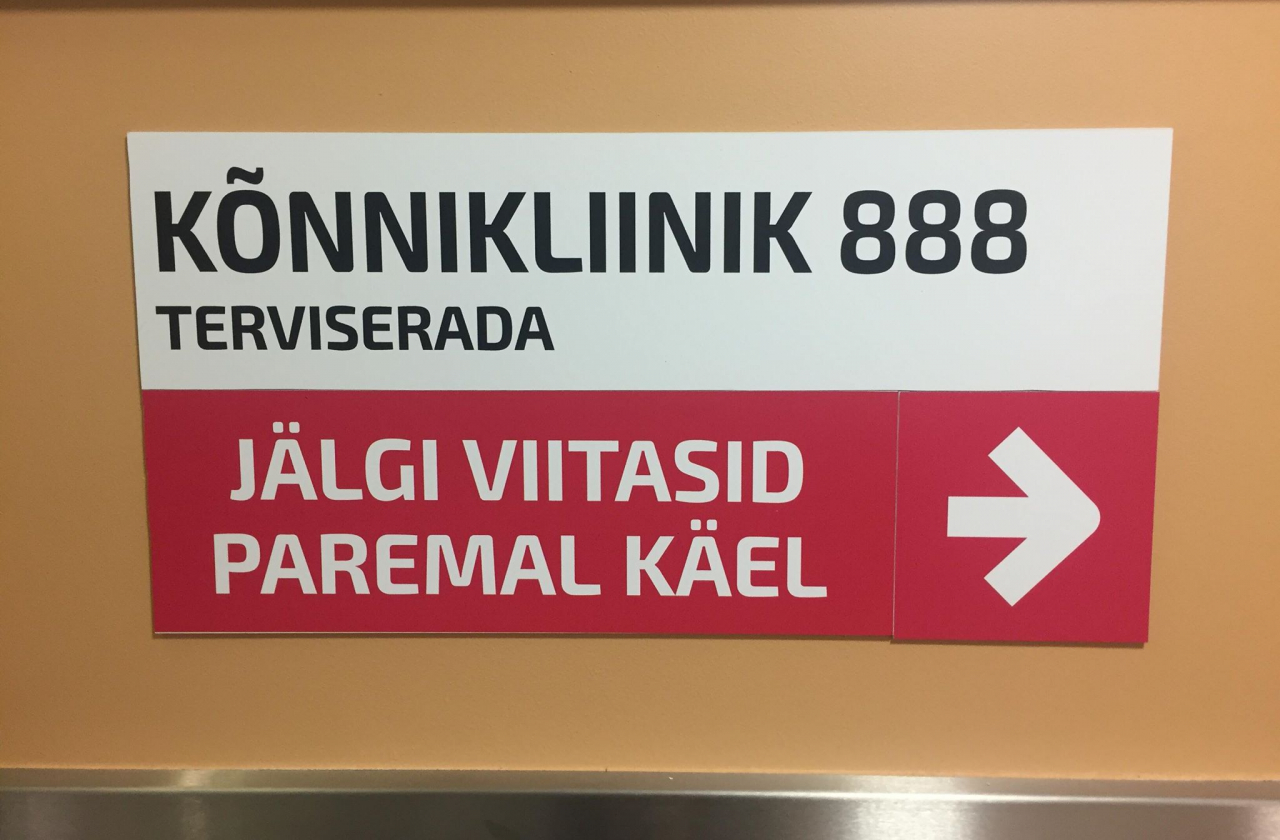 KÕNNIKLIINIK 888
TERVISERADA
JÄLGI VIITASID
PAREMAL KÄEL